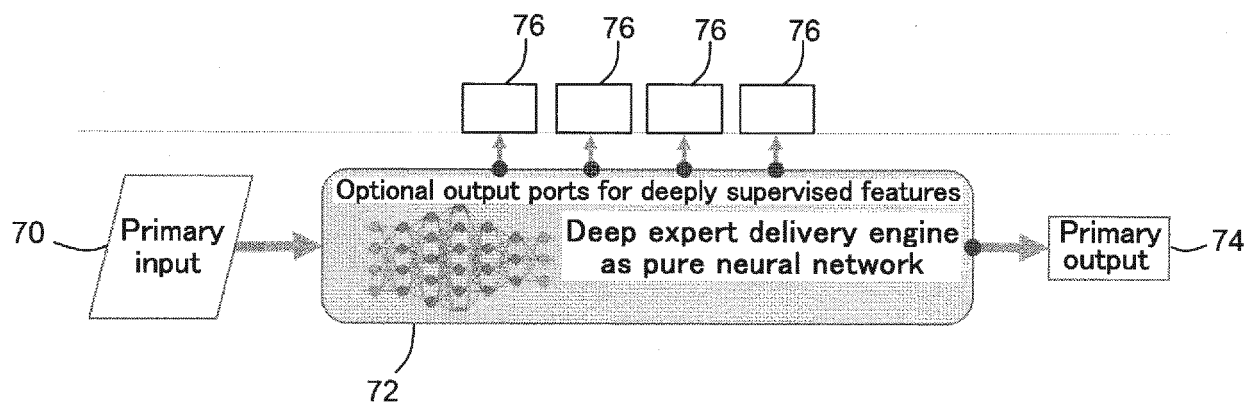 76 76 76 76
Optional output ports for deeply supervised features
70
Primary
input
Deep expert delivery engine
as pure neural network
Primary
output
74
72